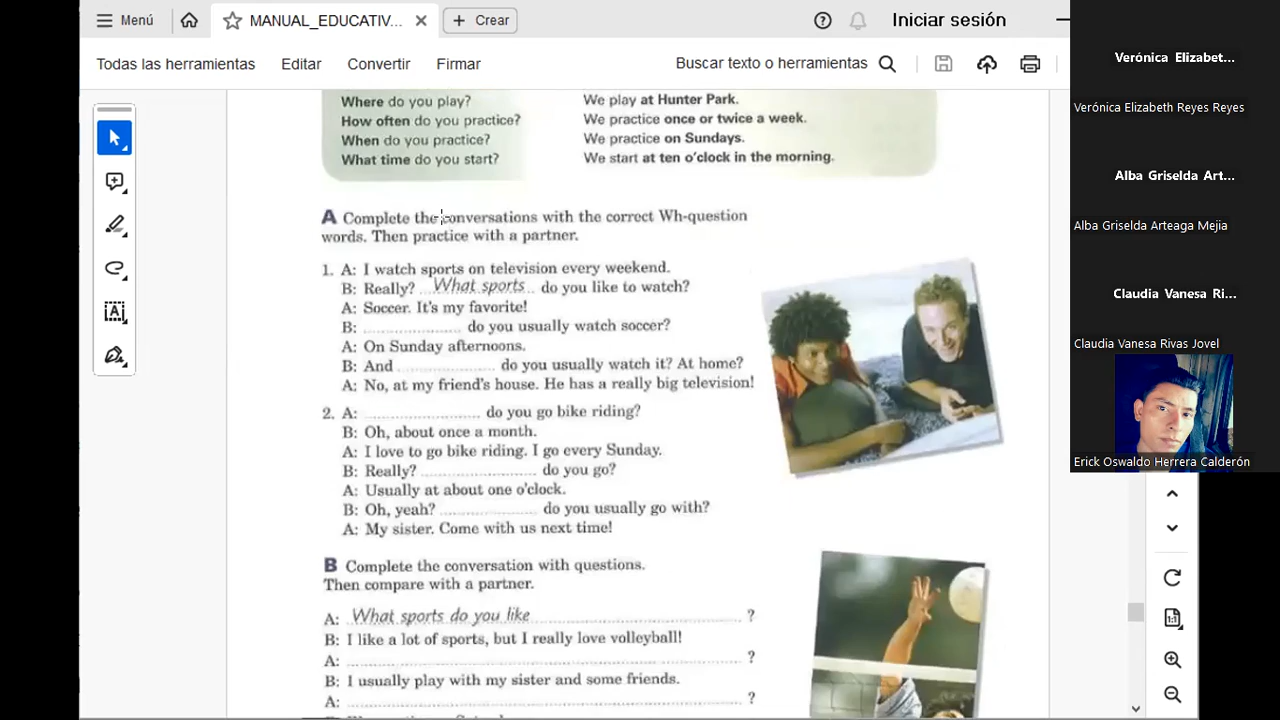 Menú
MANUAL_EDUCATIV...
Crear
Iniciar sesión
Todas las herramientas
Editar
Convertir
Firmar
Buscar texto o herramientas
Where do you play? We play at Hunter Park.
How often do you practice? We practice once or twice a week.
When do you practice? We practice on Sundays.
What time do you start? We start at ten o'clock in the morning.
A Complete the conversations with the correct Wh-question
words. Then practice with a partner.
1. A: I watch sports on television every weekend.
B: Really? What sports do you like to watch?
A: Soccer. It's my favorite!
B: .................... do you usually watch soccer?
A: On Sunday afternoons.
B: And .................... do you usually watch it? At home?
A: No, at my friend's house. He has a really big television!
2. A: ........................ do you go bike riding?
B: Oh, about once a month.
A: I love to go bike riding. I go every Sunday.
B: Really? ........................ do you go?
A: Usually at about one o'clock.
B: Oh, yeah? .................... do you usually go with?
A: My sister. Come with us next time!
B Complete the conversation with questions.
Then compare with a partner.
A: What sports do you like ........................ ?
B: I like a lot of sports, but I really love volleyball!
A: ........................ ?
B: I usually play with my sister and some friends.
A: ........................ ?
Verónica Elizabet...
Verónica Elizabeth Reyes Reyes
Alba Griselda Art...
Alba Griselda Arteaga Mejia
Claudia Vanesa Ri...
Claudia Vanesa Rivas Jovel
Erick Oswaldo Herrera Calderón